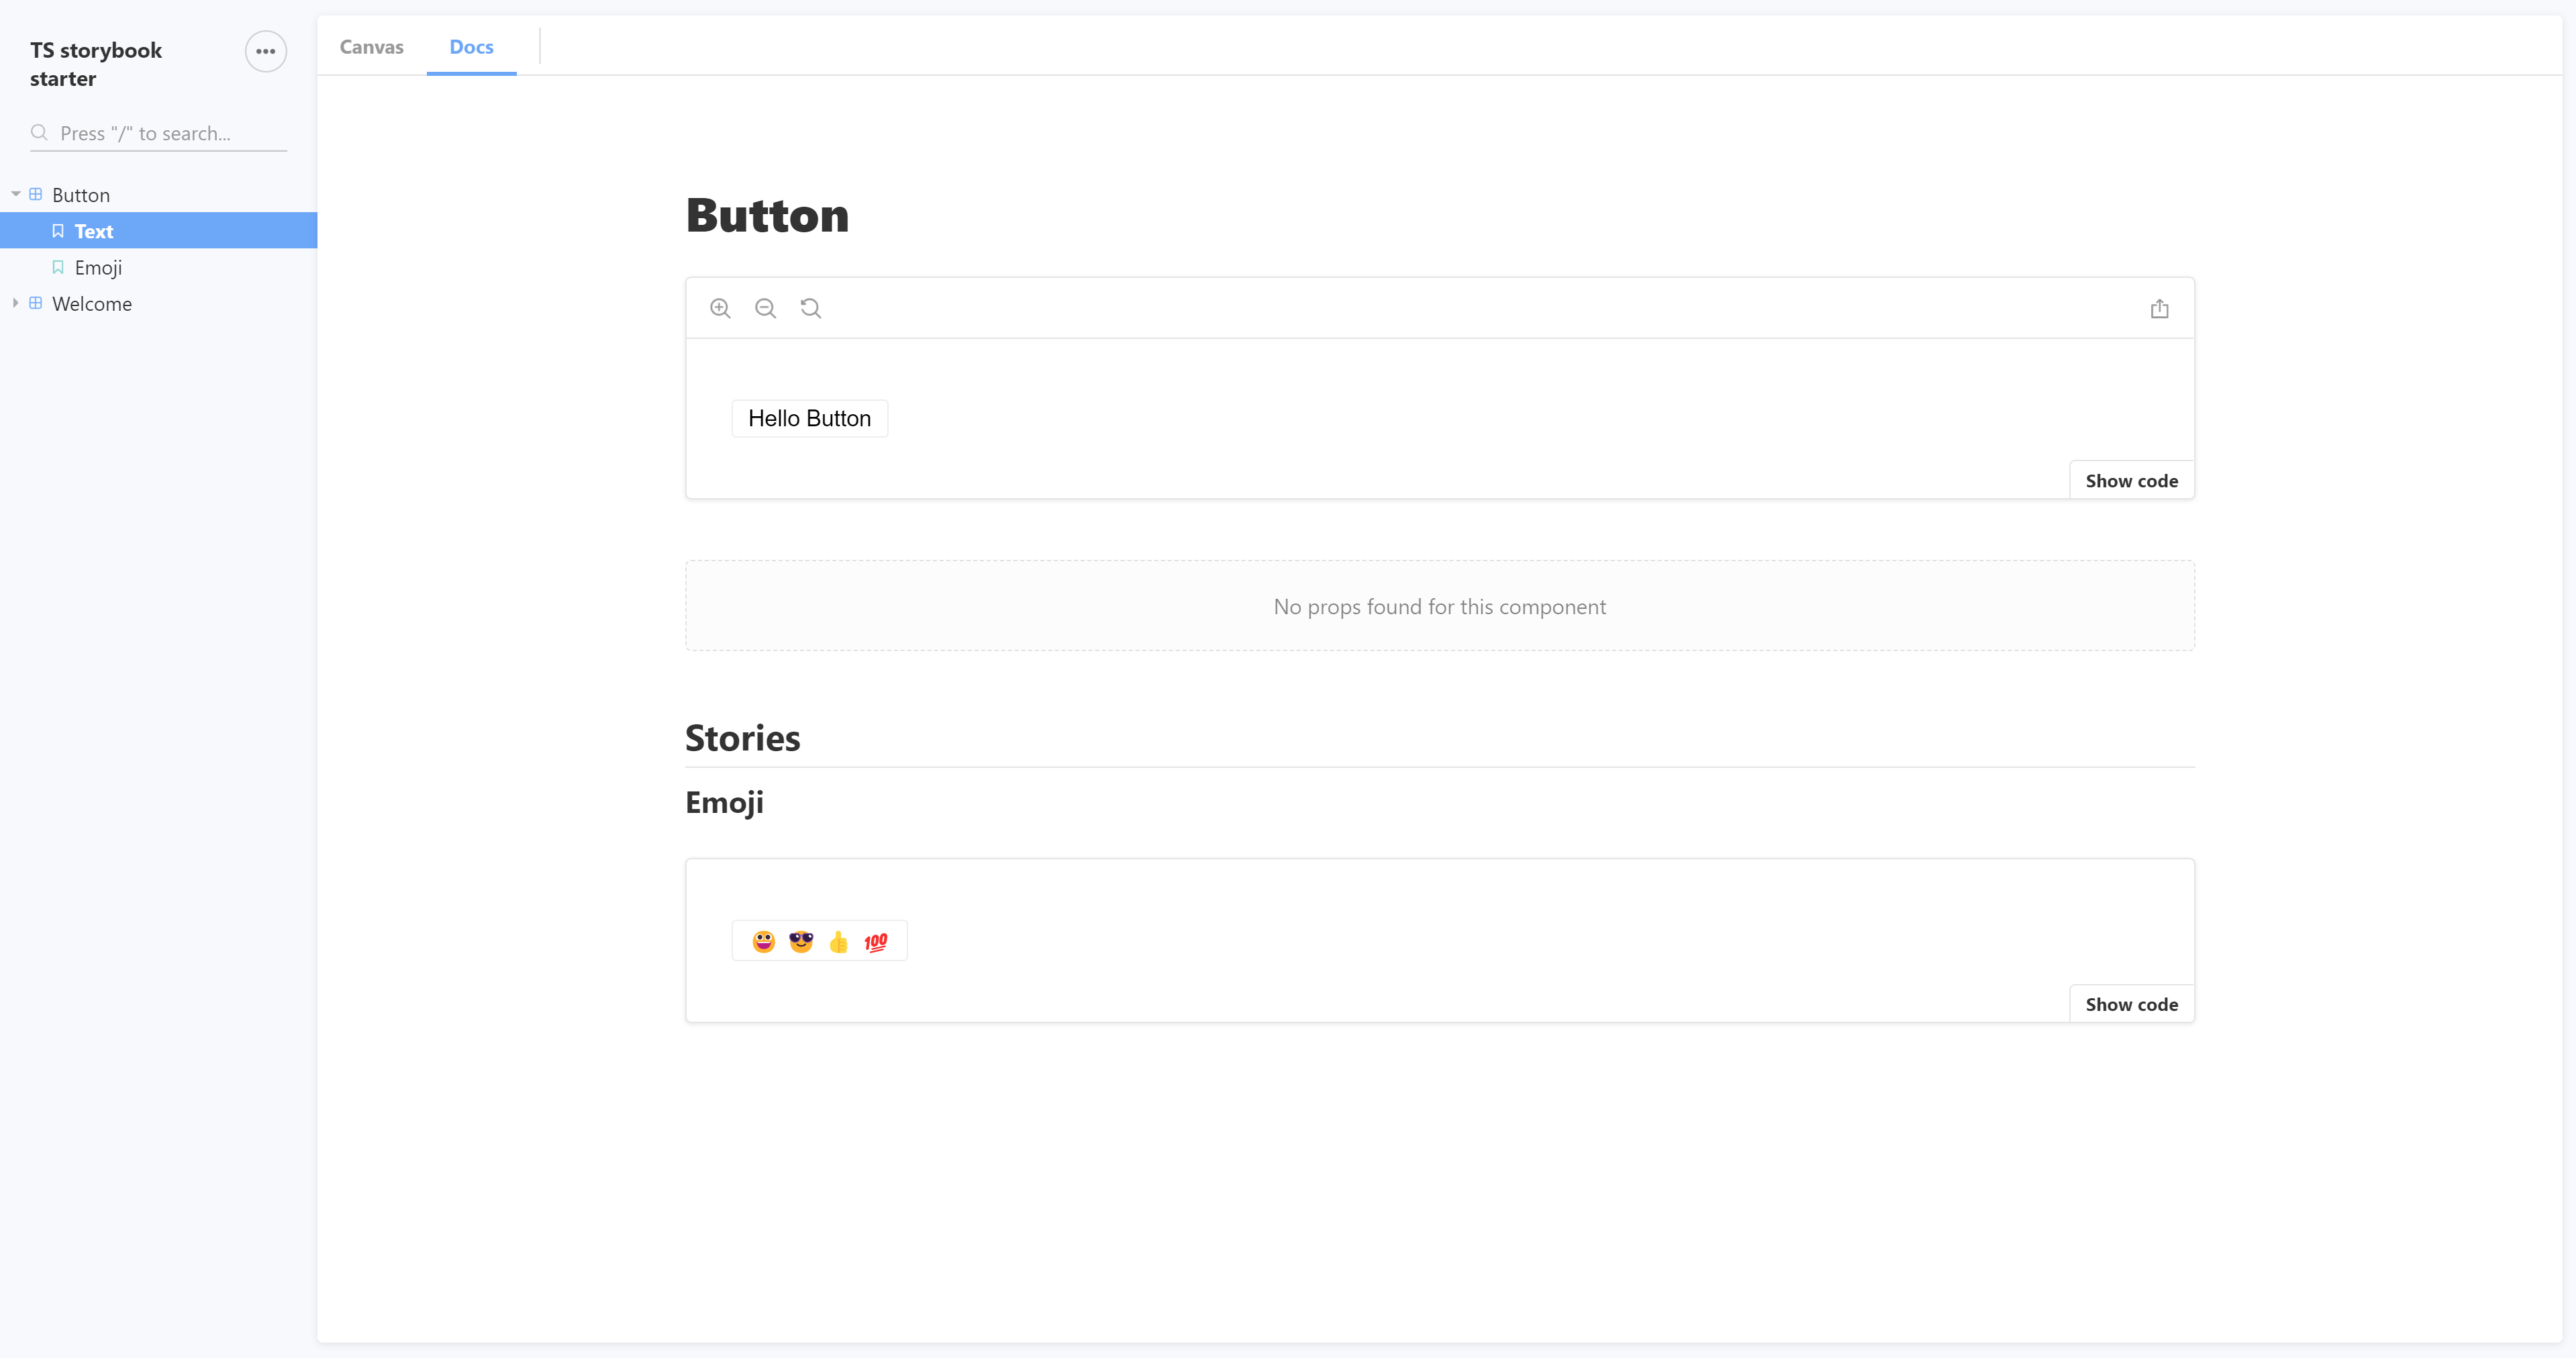 TS storybook
starter
Press "/" to search...
Button
Text
Emoji
Welcome
Canvas
Docs
Button
Hello Button
Show code
No props found for this component
Stories
Emoji
😀 😎 👍 💯
Show code